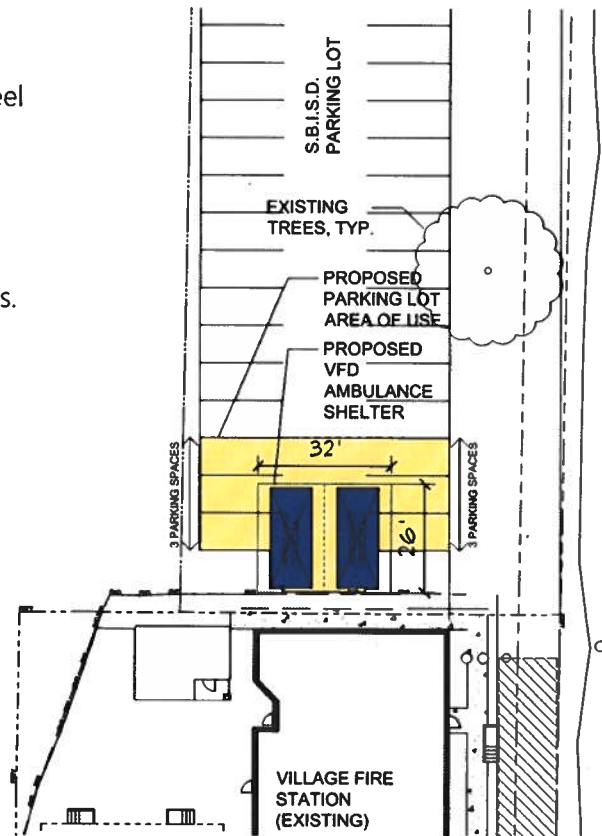 eel
s.
S.B.I.S.D.
PARKING LOT
EXISTING
TREES, TYP.
PROPOSED
PARKING LOT
AREA OF USE
PROPOSED
VFD
AMBULANCE
SHELTER
32'
3 PARKING SPACES
3 PARKING SPACES
26'
VILLAGE FIRE
STATION
(EXISTING)